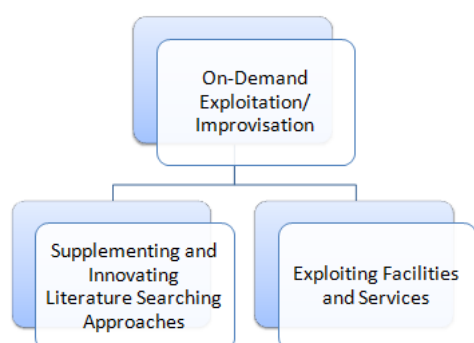 On-Demand
Exploitation/
Improvisation
Supplementing and
Innovating
Literature Searching
Approaches
Exploiting Facilities
and Services